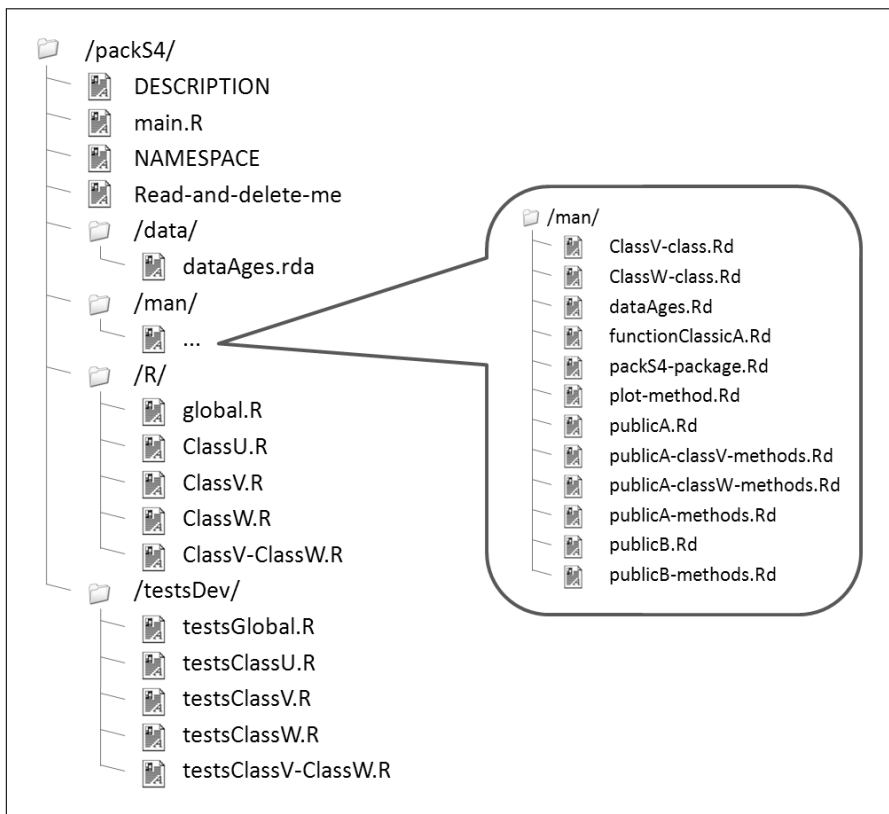 /packS4/
DESCRIPTION
main.R
NAMESPACE
Read-and-delete-me
/data/
dataAges.rda
/man/
...
/R/
global.R
ClassU.R
ClassV.R
ClassW.R
ClassV-ClassW.R
/testsDev/
testsGlobal.R
testsClassU.R
testsClassV.R
testsClassW.R
testsClassV-ClassW.R
/man/
ClassV-class.Rd
ClassW-class.Rd
dataAges.Rd
functionClassicA.Rd
packS4-package.Rd
plot-method.Rd
publicA.Rd
publicA-classV-methods.Rd
publicA-classW-methods.Rd
publicA-methods.Rd
publicB.Rd
publicB-methods.Rd